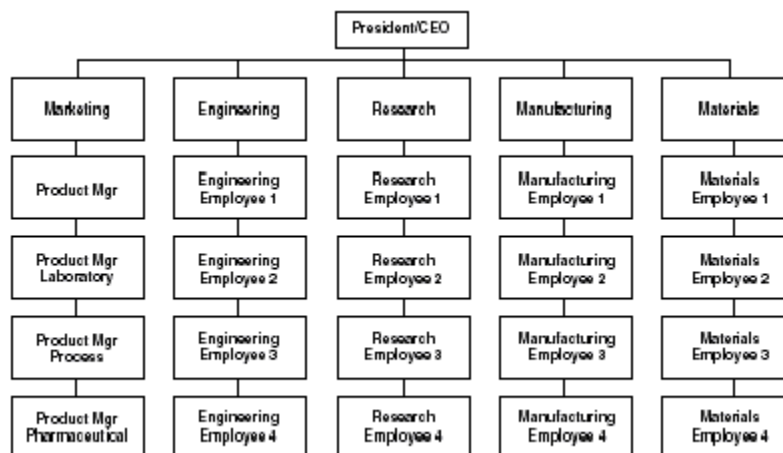 President/CEO
Marketing
Engineering
Research
Manufacturing
Materials
Product Mgr
Engineering
Employee 1
Research
Employee 1
Manufacturing
Employee 1
Materials
Employee 1
Product Mgr
Laboratory
Engineering
Employee 2
Research
Employee 2
Manufacturing
Employee 2
Materials
Employee 2
Product Mgr
Process
Engineering
Employee 3
Research
Employee 3
Manufacturing
Employee 3
Materials
Employee 3
Product Mgr
Pharmaceutical
Engineering
Employee 4
Research
Employee 4
Manufacturing
Employee 4
Materials
Employee 4